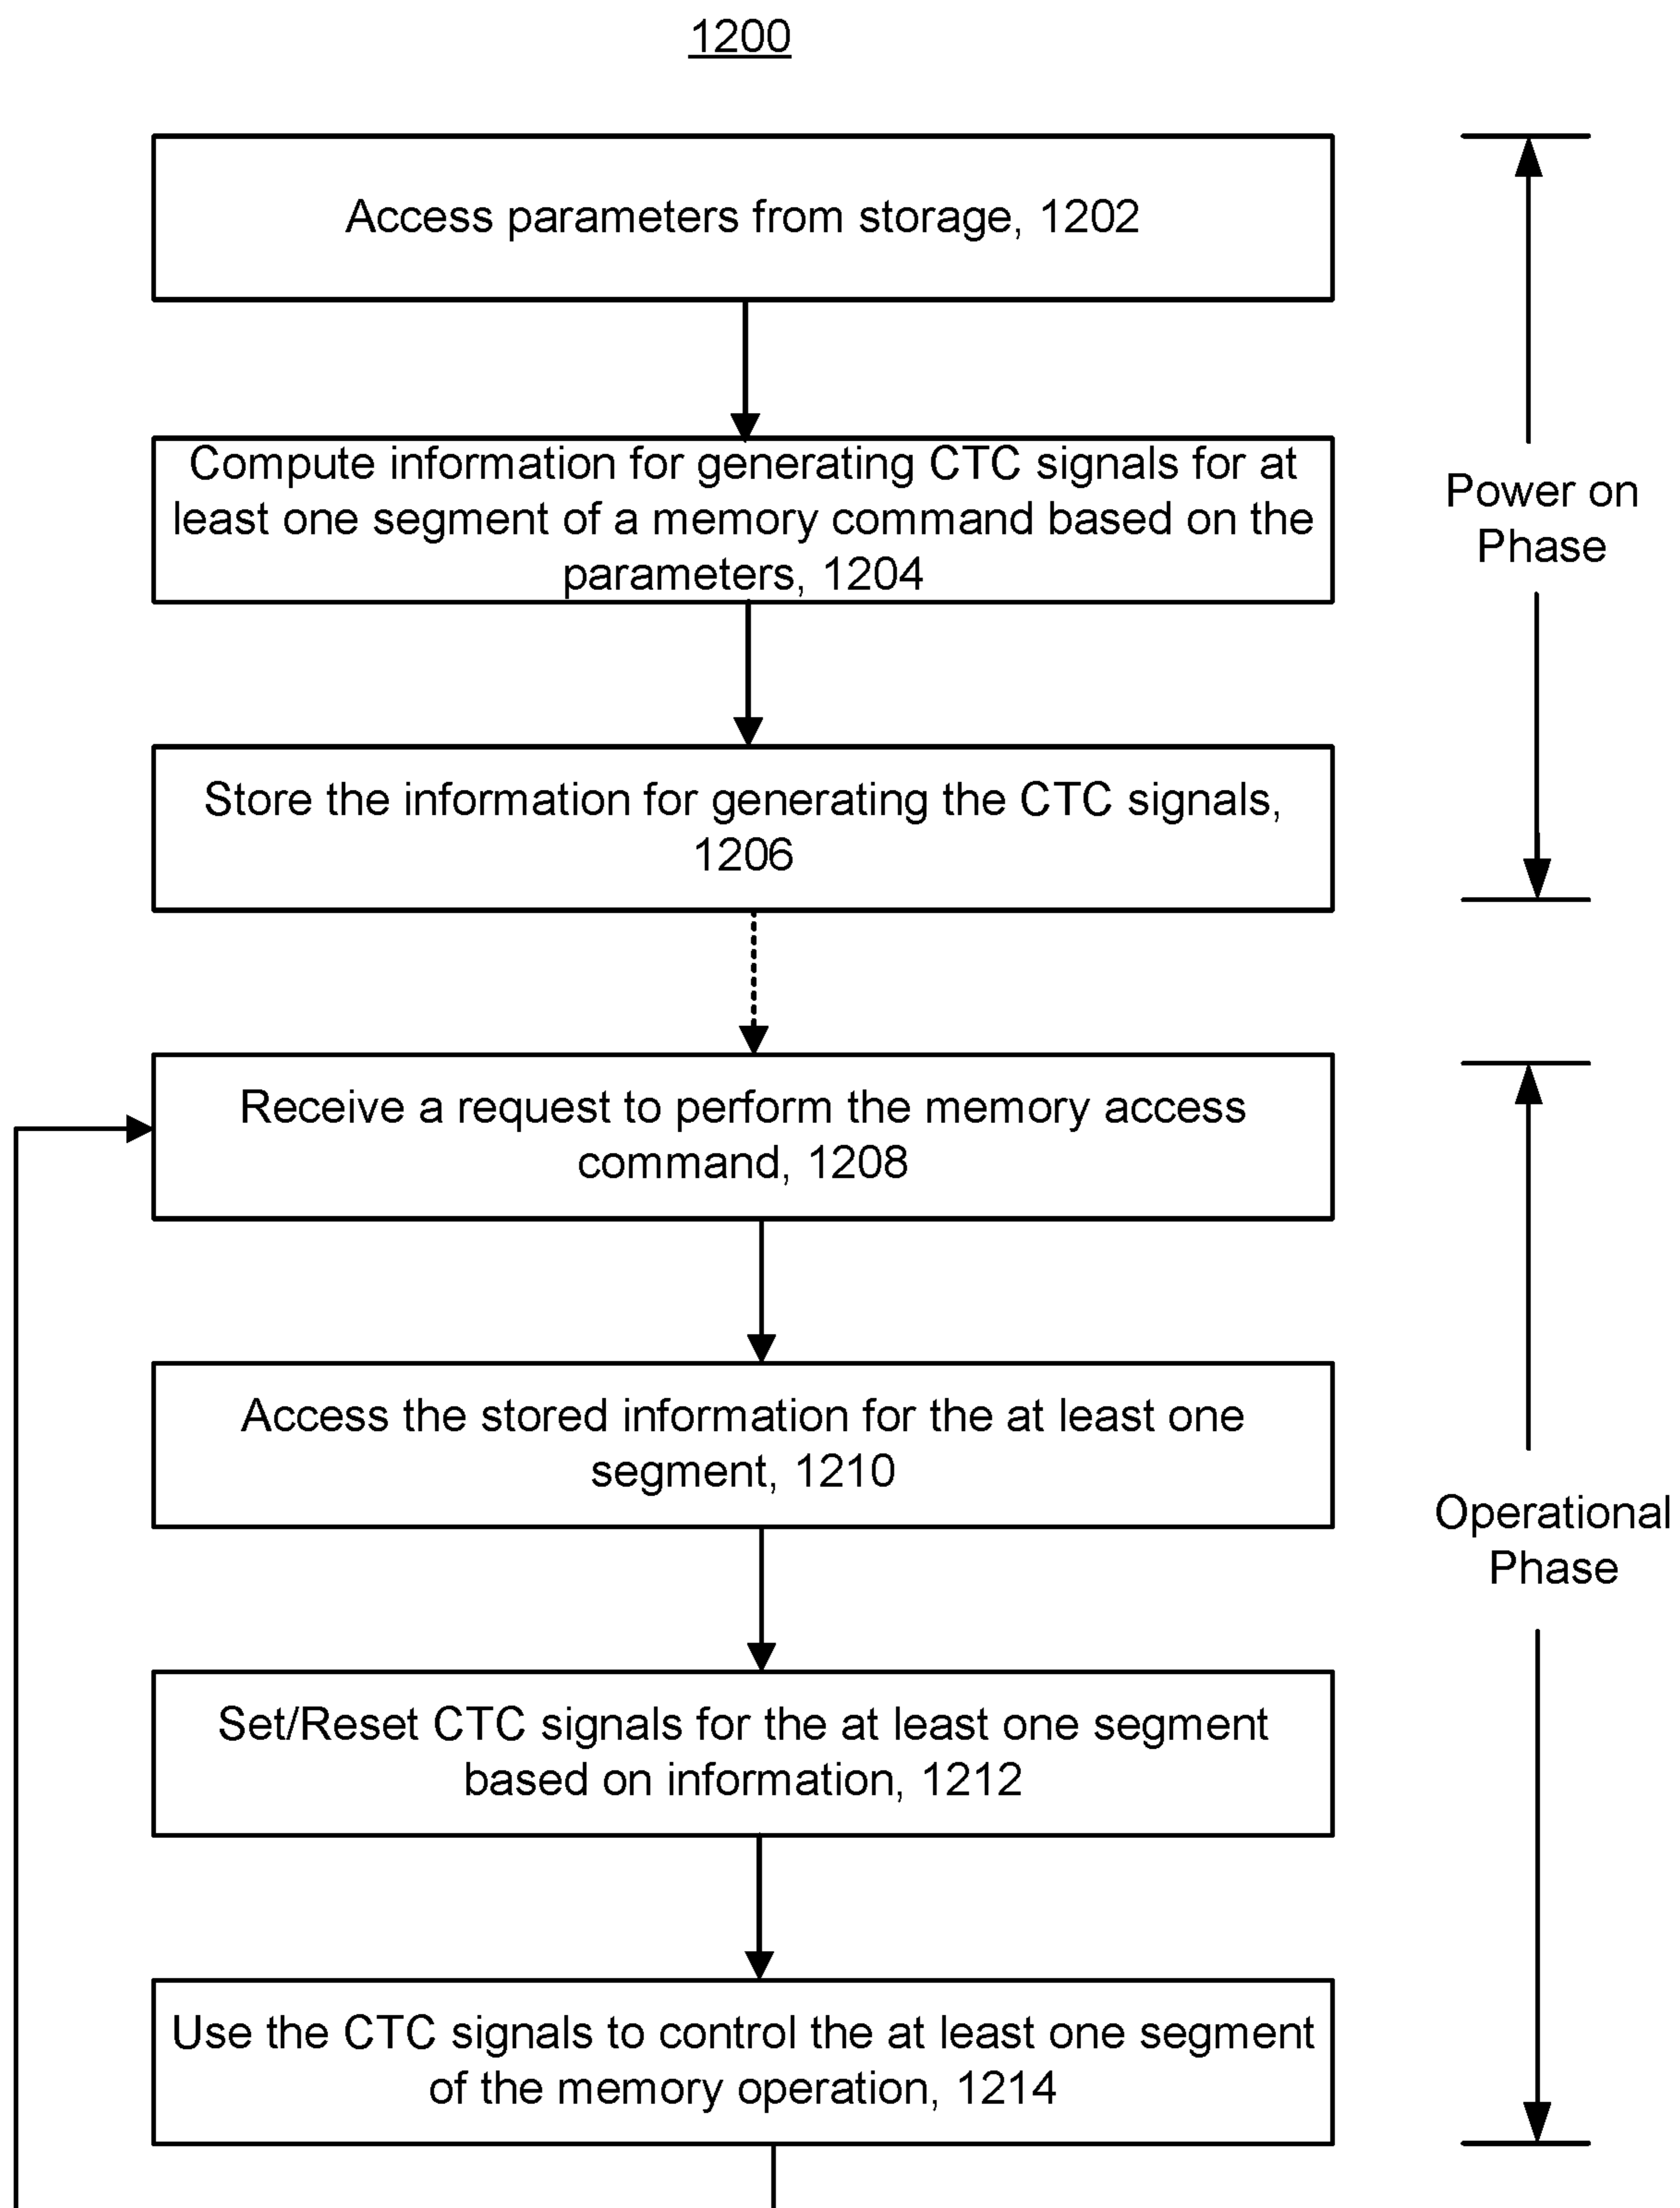 1200
Access parameters from storage, 1202
Compute information for generating CTC signals for at
least one segment of a memory command based on the
parameters, 1204
Power on
Phase
Store the information for generating the CTC signals,
1206
Receive a request to perform the memory access
command, 1208
Access the stored information for the at least one
segment, 1210
Operational
Phase
Set/Reset CTC signals for the at least one segment
based on information, 1212
Use the CTC signals to control the at least one segment
of the memory operation, 1214